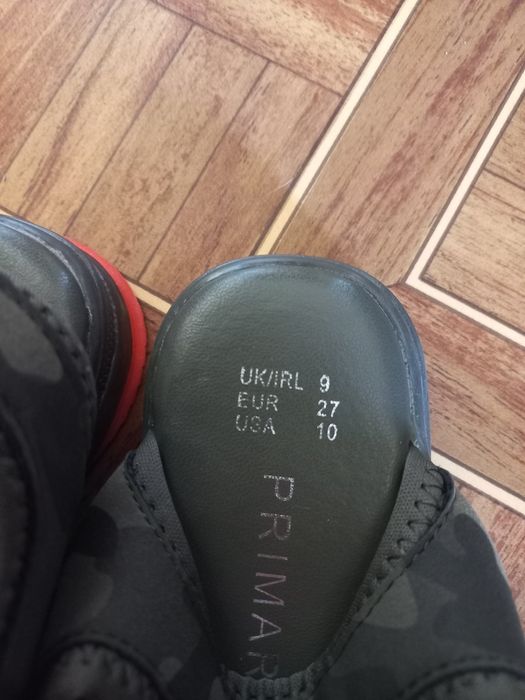 UK/IRL 9
EUR 27
USA 10
PRIMAR